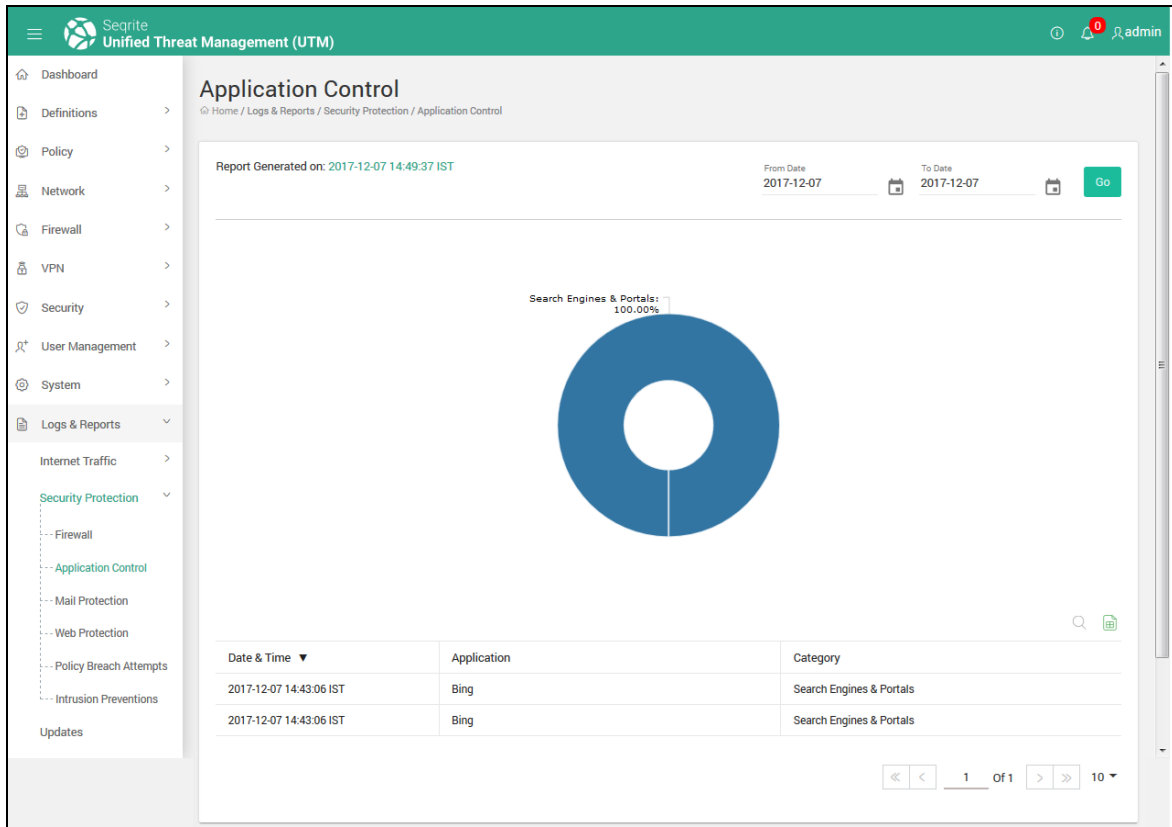 Seqrite
Unified Threat Management (UTM)
0
admin
Dashboard
Definitions
Policy
Network
Firewall
VPN
Security
User Management
System
Logs & Reports
Internet Traffic
Security Protection
Firewall
Application Control
Mail Protection
Web Protection
Policy Breach Attempts
Intrusion Preventions
Updates
Application Control
Home / Logs & Reports / Security Protection / Application Control
Report Generated on: 2017-12-07 14:49:37 IST
From Date
2017-12-07
To Date
2017-12-07
Go
Search Engines & Portals:
100.00%
Date & Time ▼ Application Category
2017-12-07 14:43:06 IST Bing Search Engines & Portals
2017-12-07 14:43:06 IST Bing Search Engines & Portals
1 Of 1 10